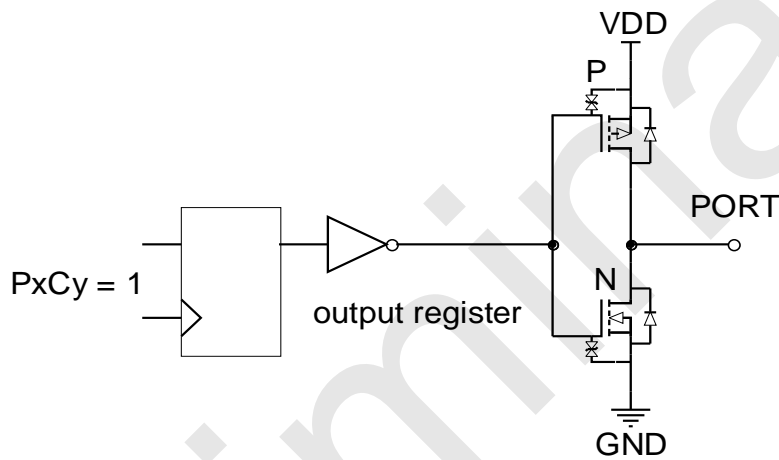 VDD
P
PORT
PxCy = 1
N
output register
GND